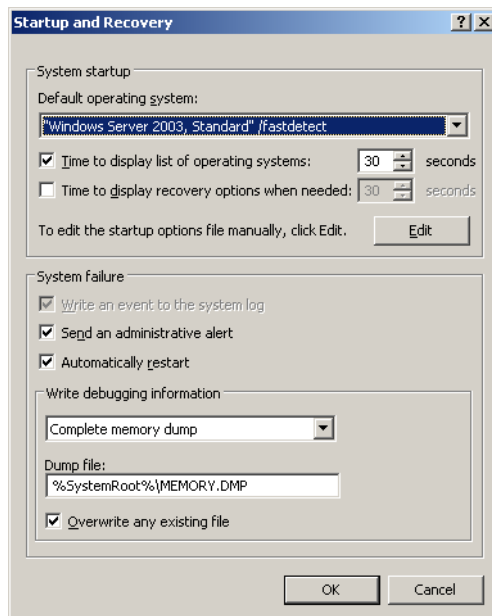 Startup and Recovery
System startup
Default operating system:
"Windows Server 2003, Standard" /fastdetect
Time to display list of operating systems: 30 seconds
Time to display recovery options when needed: 30 seconds
To edit the startup options file manually, click Edit. Edit
System failure
Write an event to the system log
Send an administrative alert
Automatically restart
Write debugging information
Complete memory dump
Dump file:
%SystemRoot%\MEMORY.DMP
Overwrite any existing file
OK Cancel